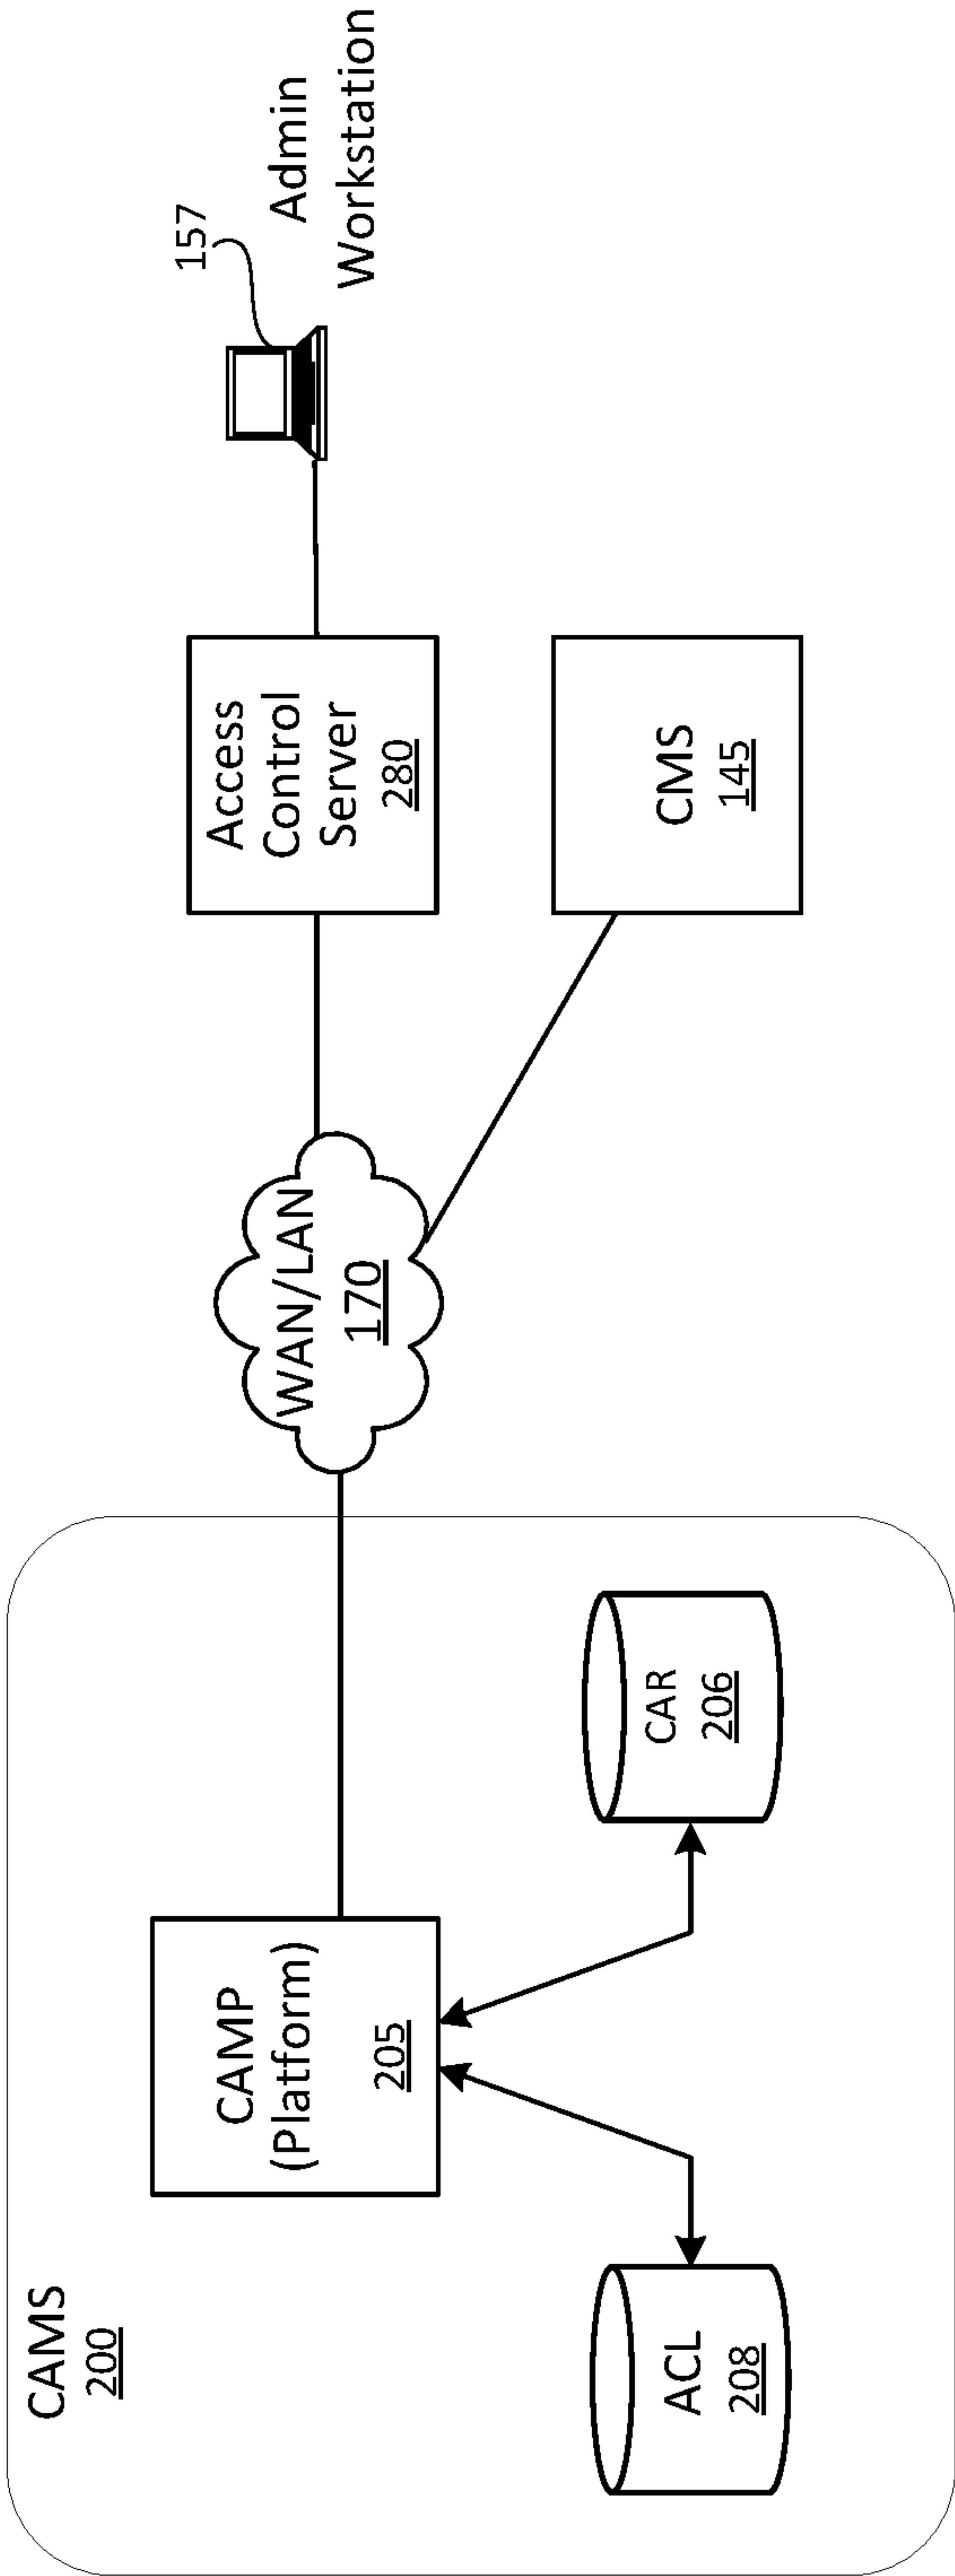 CAMS
200
CAMP
(Platform)
205
ACL
208
CAR
206
WAN/LAN
170
Access
Control
Server
280
CMS
145
157
Admin
Workstation